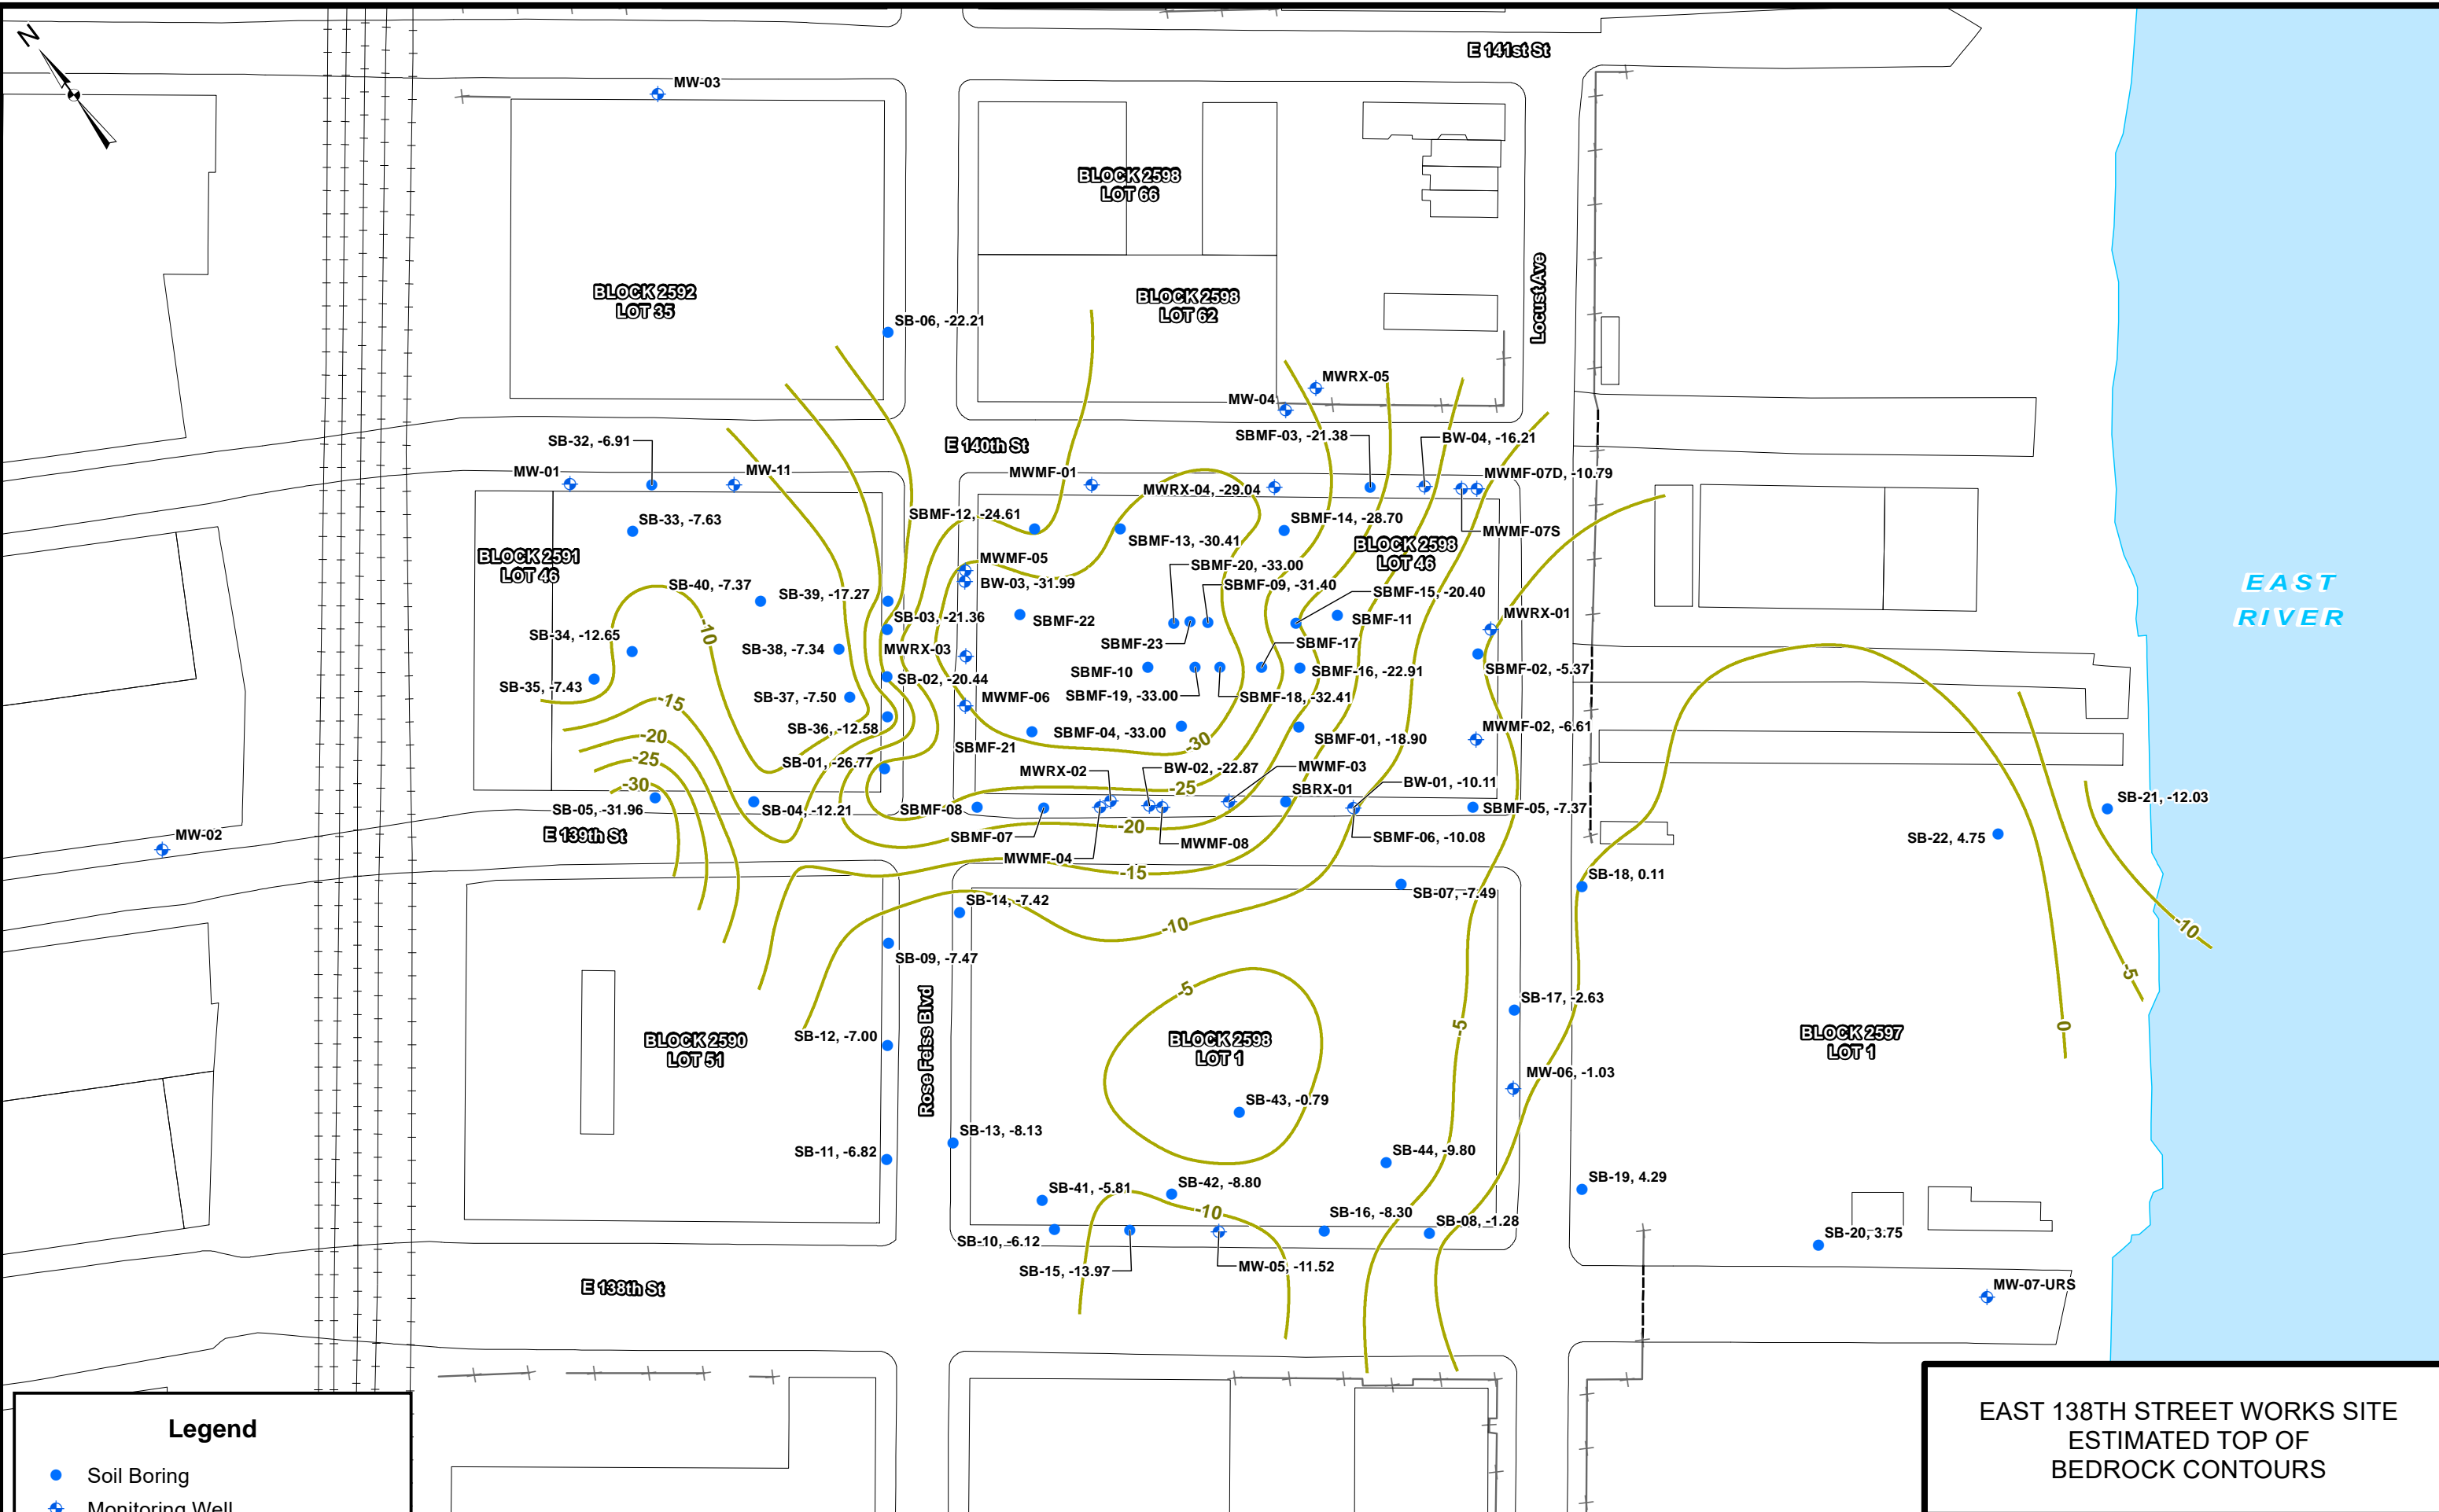 N
E 141st St
MW-03
BLOCK 2598
LOT 66
BLOCK 2592
LOT 35
BLOCK 2598
LOT 62
Locust Ave
SB-06, -22.21
MWRX-05
MW-04
SB-32, -6.91
E 140th St
SBMF-03, -21.38
BW-04, -16.21
MW-01
MW-11
MWMF-01
MWRX-04, -29.04
MWMF-07D, -10.79
SB-33, -7.63
SBMF-12, -24.61
SBMF-14, -28.70
MWMF-07S
SBMF-13, -30.41
BLOCK 2598
LOT 46
BLOCK 2591
LOT 46
MWMF-05
BW-03, -31.99
SBMF-20, -33.00
SBMF-09, -31.40
SB-40, -7.37
SB-39, -17.27
SBMF-15, -20.40
EAST
RIVER
SB-03, -21.36
SBMF-22
SBMF-11
MWRX-01
-10
SB-34, -12.65
SB-38, -7.34
MWRX-03
SBMF-23
SBMF-17
SBMF-10
SBMF-16, -22.91
SBMF-02, -5.37
SB-35, -7.43
SB-02, -20.44
SB-37, -7.50
MWMF-06
SBMF-19, -33.00
SBMF-18, -32.41
-15
SB-36, -12.58
SBMF-04, -33.00
MWMF-02, -6.61
-20
SBMF-21
-30
SBMF-01, -18.90
-25
SB-01, -26.77
MWRX-02
BW-02, -22.87
MWMF-03
-30
BW-01, -10.11
-25
SBRX-01
SB-05, -31.96
SB-04, -12.21
SBMF-08
SBMF-05, -7.37
SB-21, -12.03
MW-02
E 139th St
SBMF-07
-20
MWMF-08
SBMF-06, -10.08
SB-22, 4.75
MWMF-04
-15
SB-18, 0.11
SB-07, -7.49
SB-14, -7.42
-10
-10
SB-09, -7.47
-5
-5
SB-17, -2.63
-5
0
SB-12, -7.00
BLOCK 2590
LOT 51
Rose Feiss Blvd
BLOCK 2598
LOT 1
BLOCK 2597
LOT 1
MW-06, -1.03
SB-43, -0.79
SB-13, -8.13
SB-11, -6.82
SB-44, -9.80
SB-41, -5.81
SB-42, -8.80
SB-19, 4.29
-10
SB-16, -8.30
SB-08, -1.28
SB-10, -6.12
SB-20, 3.75
SB-15, -13.97
MW-05, -11.52
E 138th St
MW-07-URS
Legend
Soil Boring
Monitoring Well
EAST 138TH STREET WORKS SITE
ESTIMATED TOP OF
BEDROCK CONTOURS